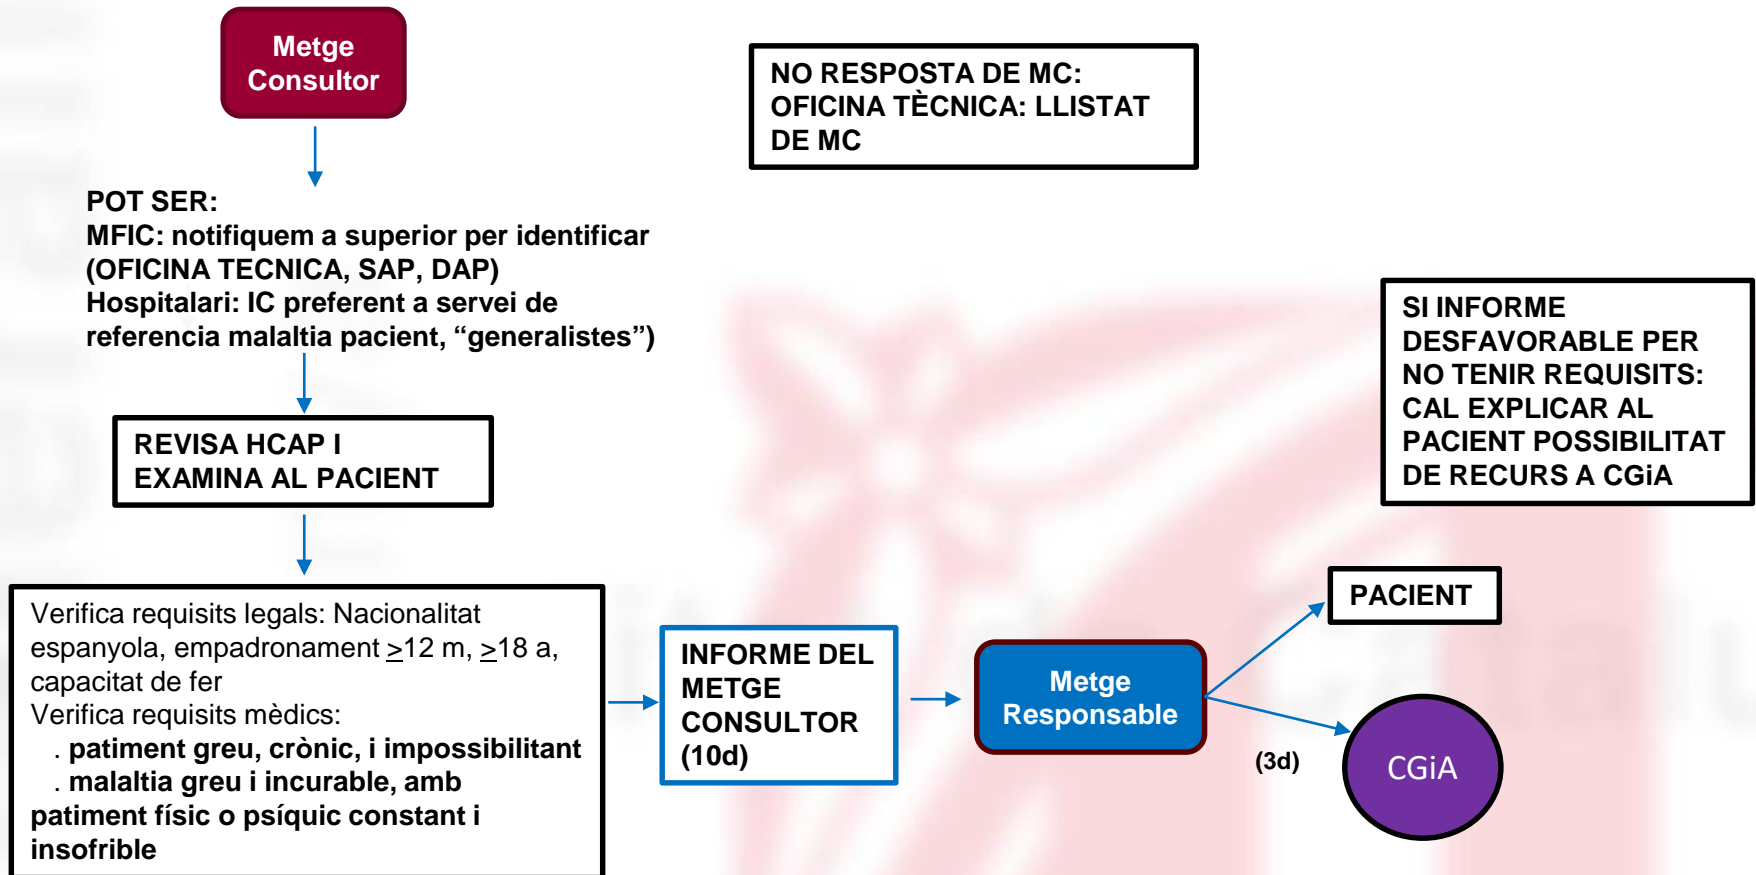 Metge
Consultor
NO RESPOSTA DE MC:
OFICINA TÈCNICA: LLISTAT
DE MC
POT SER:
MFIC: notifiquem a superior per identificar
(OFICINA TECNICA, SAP, DAP)
Hospitalari: IC preferent a servei de
referencia malaltia pacient, “generalistes”)
SI INFORME
DESFAVORABLE PER
NO TENIR REQUISITS:
CAL EXPLICAR AL
PACIENT POSSIBILITAT
DE RECURS A CGiA
REVISA HCAP I
EXAMINA AL PACIENT
Verifica requisits legals: Nacionalitat
espanyola, empadronament >12 m, >18 a,
capacitat de fer
Verifica requisits mèdics:
. patiment greu, crònic, i impossibilitant
. malaltia greu i incurable, amb
patiment físic o psíquic constant i
insofrible
INFORME DEL
METGE
CONSULTOR
(10d)
Metge
Responsable
PACIENT
(3d)
CGiA